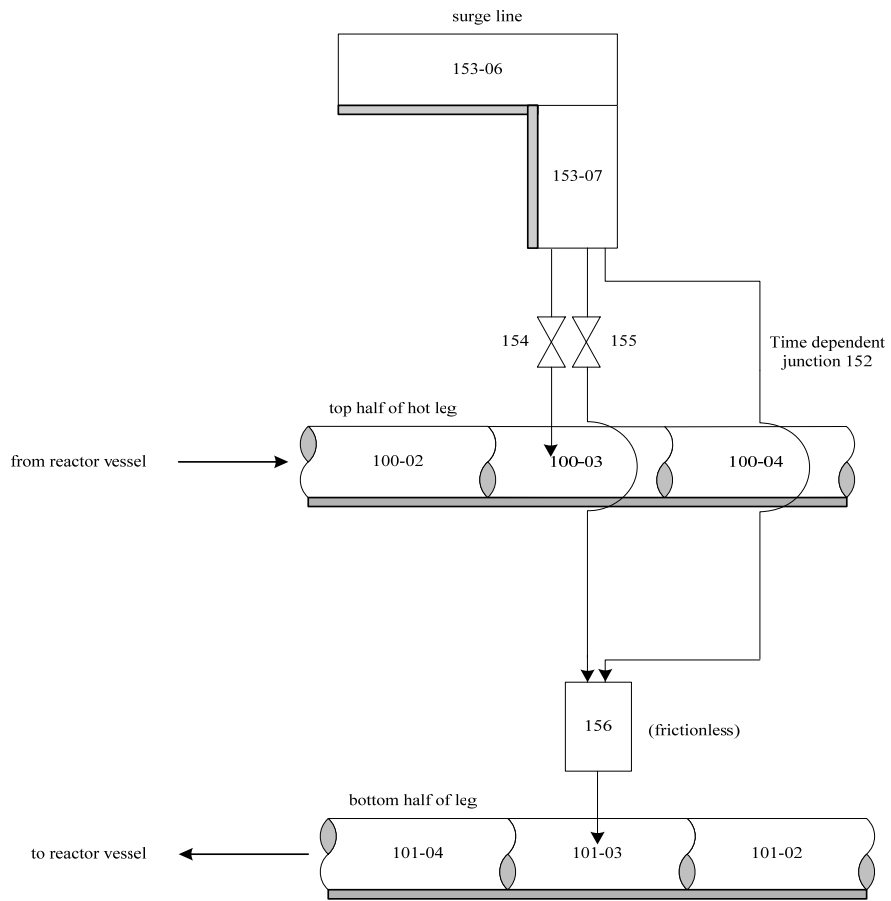 surge line
153-06
153-07
154
155
Time dependent
junction 152
top half of hot leg
from reactor vessel
100-02
100-03
100-04
156
(frictionless)
bottom half of leg
to reactor vessel
101-04
101-03
101-02